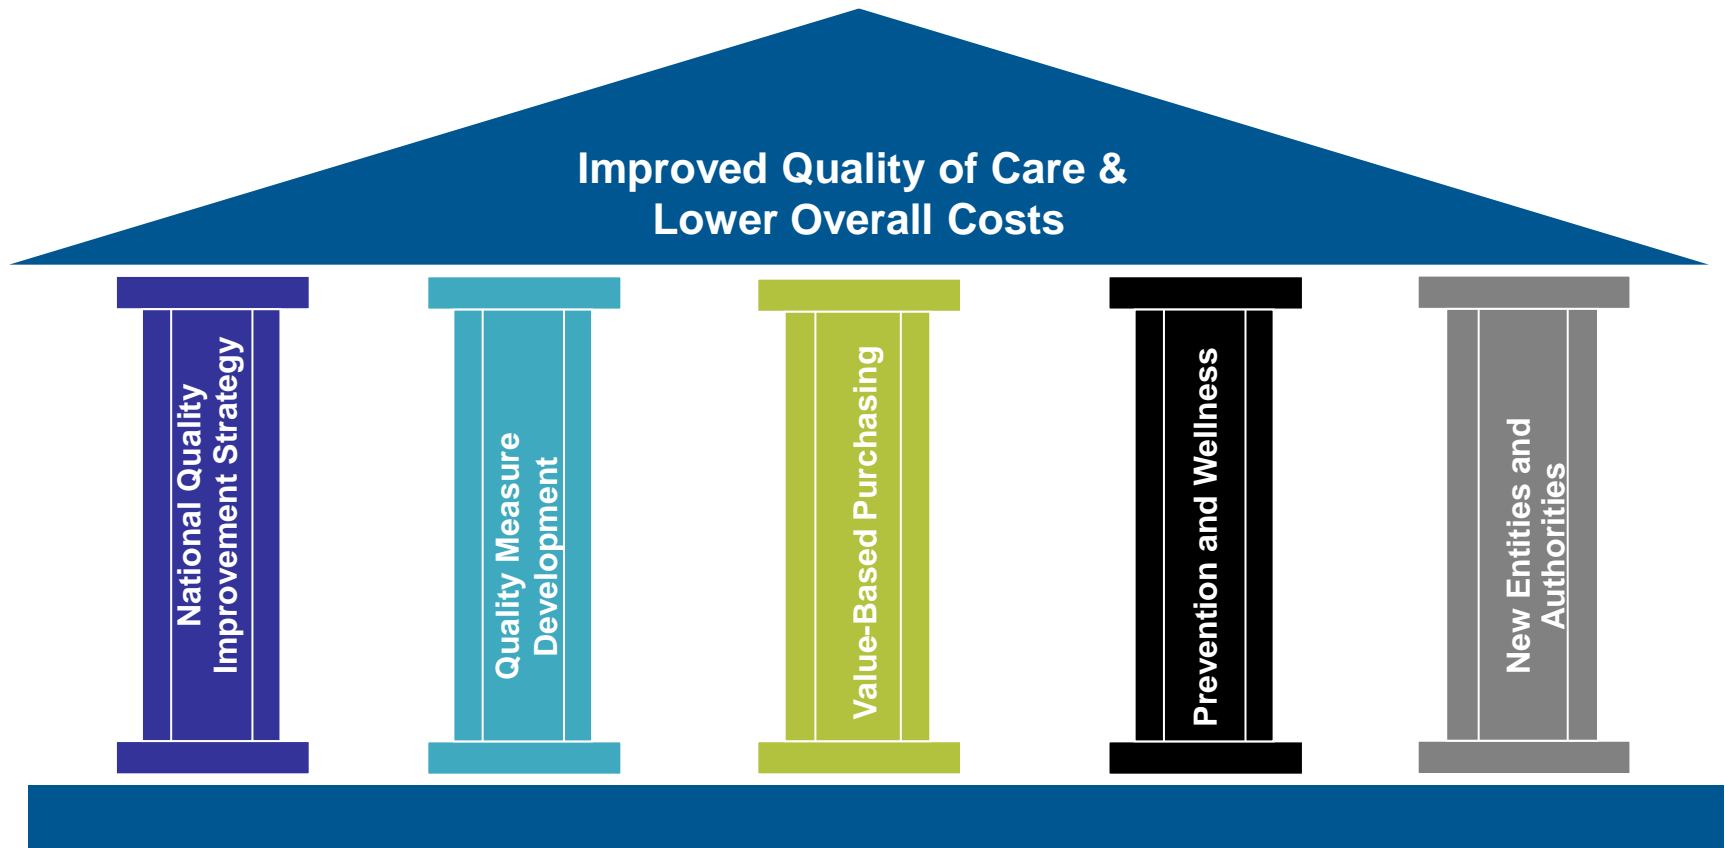 Improved Quality of Care &
Lower Overall Costs
National Quality
Improvement Strategy
Quality Measure
Development
Value-Based Purchasing
Prevention and Wellness
New Entities and
Authorities